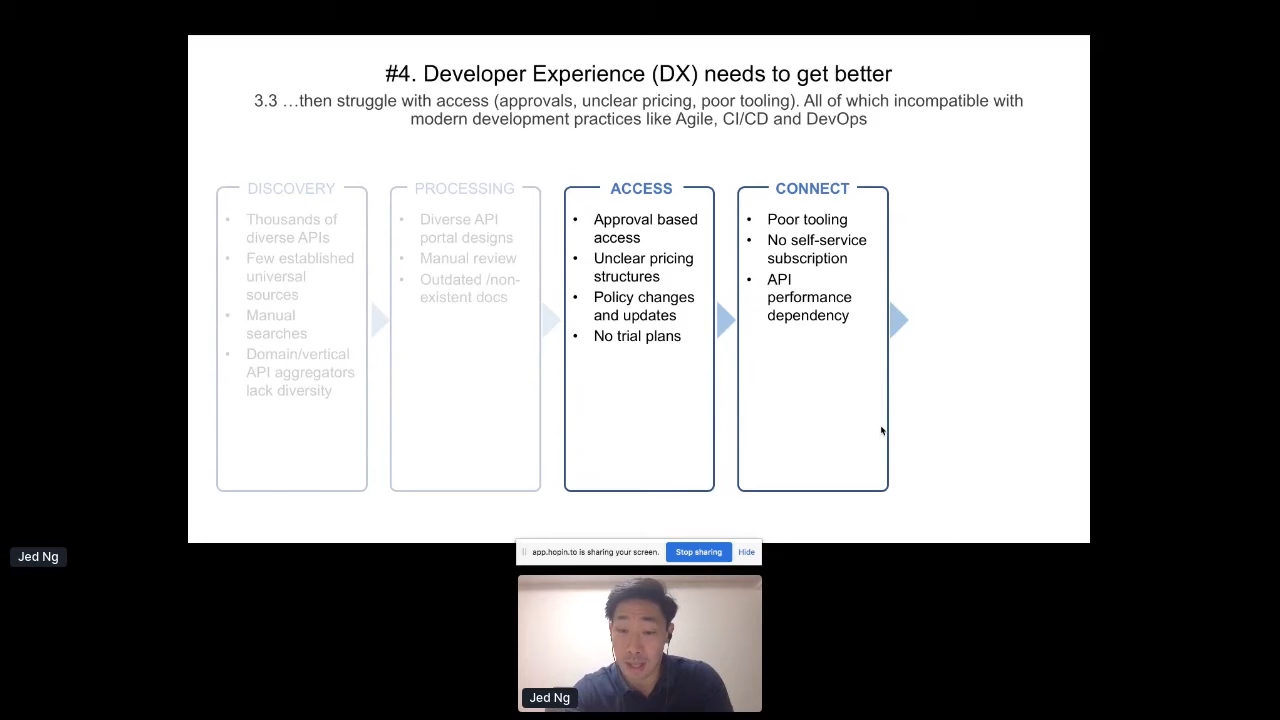 #4. Developer Experience (DX) needs to get better
3.3 …then struggle with access (approvals, unclear pricing, poor tooling). All of which incompatible with
modern development practices like Agile, CI/CD and DevOps
DISCOVERY
• Thousands of
diverse APIs
• Few established
universal
sources
• Manual
searches
• Domain/vertical
API aggregators
lack diversity
PROCESSING
• Diverse API
portal designs
• Manual review
• Outdated /non-
existent docs
ACCESS
• Approval based
access
• Unclear pricing
structures
• Policy changes
and updates
• No trial plans
CONNECT
• Poor tooling
• No self-service
subscription
• API
performance
dependency
Jed Ng
app.hopin.to is sharing your screen. Stop sharing Hide
Jed Ng